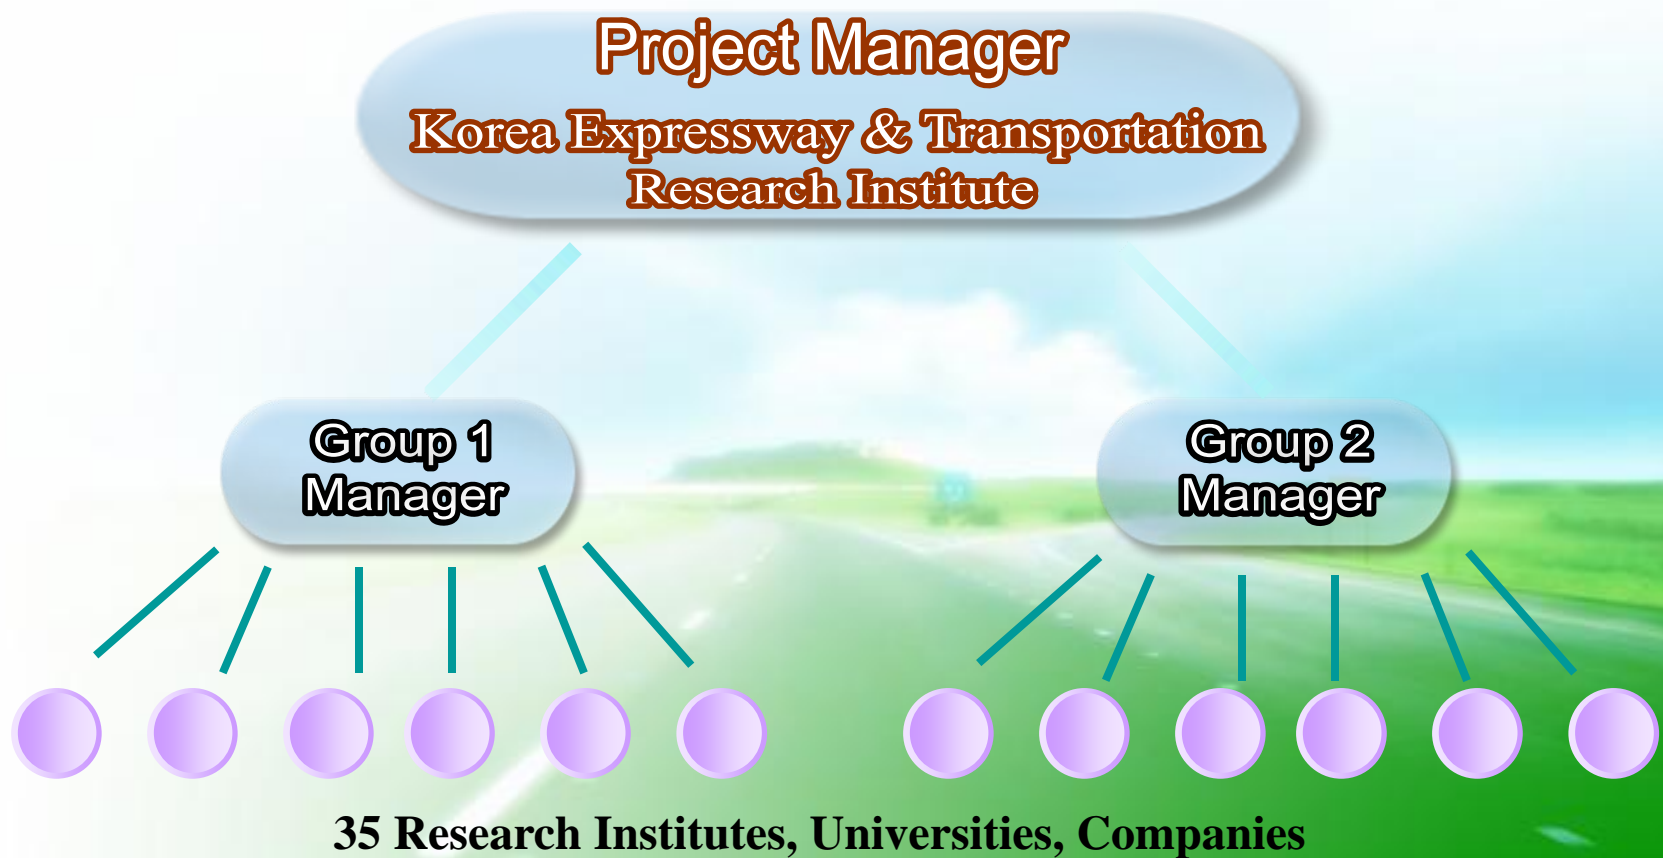 Project Manager
Korea Expressway & Transportation
Research Institute
Group 1
Manager
Group 2
Manager
35 Research Institutes, Universities, Companies